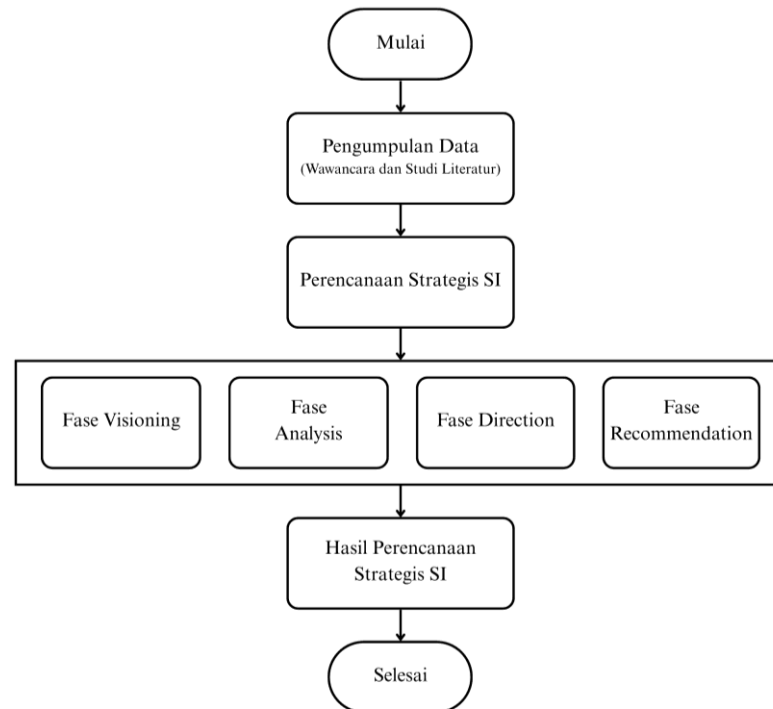 Mulai
Pengumpulan Data
(Wawancara dan Studi Literatur)
Perencanaan Strategis SI
Fase Visioning
Fase
Analysis
Fase Direction
Fase
Recommendation
Hasil Perencanaan
Strategis SI
Selesai